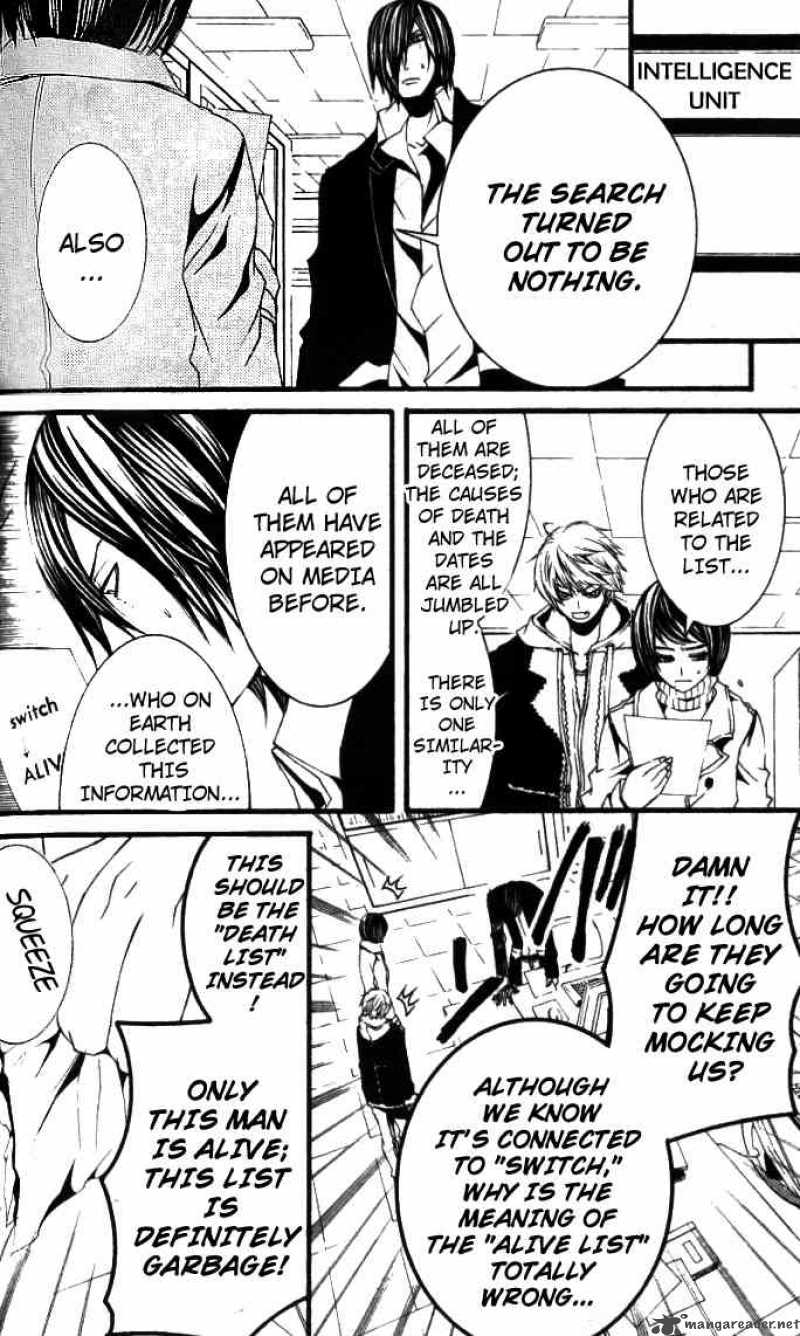 INTELLIGENCE
UNIT
THE SEARCH
TURNED
OUT TO BE
NOTHING.
ALSO
...
THOSE
WHO ARE
RELATED
TO THE
LIST...
ALL OF
THEM ARE
DECEASED;
THE CAUSES
OF DEATH
AND THE
DATES
ARE ALL
JUMBLED
UP.
THERE
IS ONLY
ONE
SIMILAR-
ITY
...
ALL OF
THEM HAVE
APPEARED
ON MEDIA
BEFORE.
...WHO ON
EARTH
COLLECTED
THIS
INFORMATION...
switch
↓
ALIV
DAMN
IT!!
HOW LONG
ARE THEY
GOING
TO KEEP
MOCKING
US?
ALTHOUGH
WE KNOW
IT'S CONNECTED
TO "SWITCH,"
WHY IS THE
MEANING OF
THE "ALIVE LIST"
TOTALLY
WRONG...
THIS
SHOULD
BE THE
"DEATH
LIST"
INSTEAD
!
ONLY
THIS MAN
IS ALIVE;
THIS LIST
IS
DEFINITELY
GARBAGE!
SQUEEZE
mangareader.net